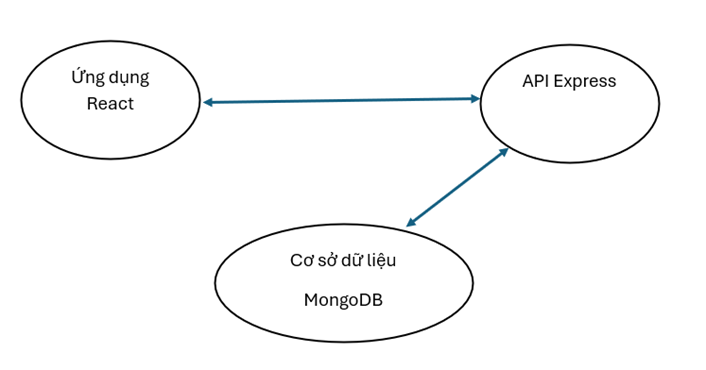 Ứng dụng
React
API Express
Cơ sở dữ liệu
MongoDB